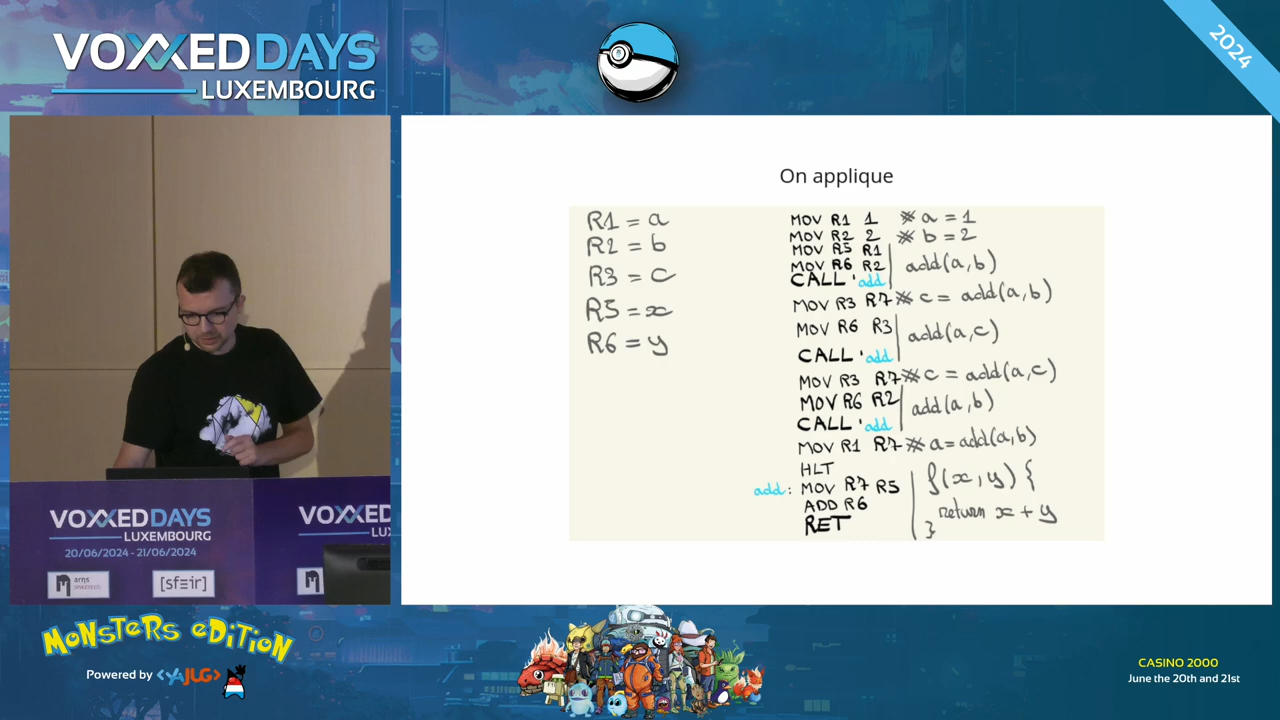 VOXXED DAYS
LUXEMBOURG
2024
On applique
R1 = a
R2 = b
R3 = c
R5 = x
R6 = y
MOV R1 1 # a = 1
MOV R2 2 # b = 2
MOV R5 R1
MOV R6 R2 add(a,b)
CALL 'add
MOV R3 R7 # c = add(a,b)
MOV R6 R3 add(a,c)
CALL 'add
MOV R3 R7 # c = add(a,c)
MOV R6 R2 add(a,b)
CALL 'add
MOV R1 R7 # a = add(a,b)
HLT
add: MOV R7 R5 f(x,y) {
ADD R6 return x + y
RET }
VOXXED DAYS
LUXEMBOURG
20/06/2024 - 21/06/2024
arηs
[sfeir]
VOXXED D
LUX
MONSTERS EDITION
Powered by <YAJUG>
CASINO 2000
June the 20th and 21st